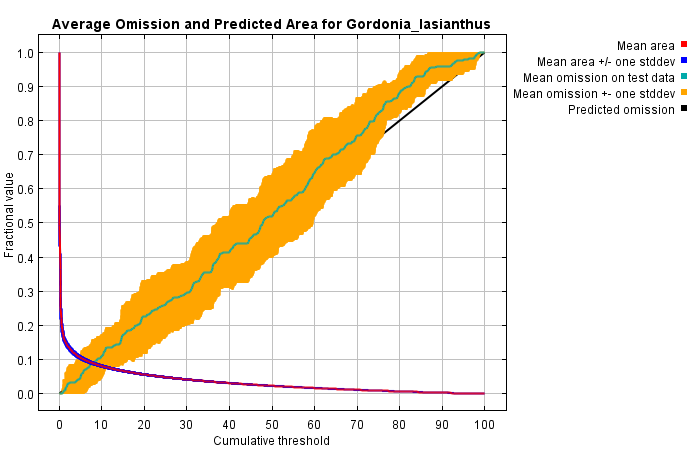 Average Omission and Predicted Area for Gordonia_lasianthus
Mean area
Mean area +/- one stddev
Mean omission on test data
Mean omission +- one stddev
Predicted omission
Fractional value
1.0
0.9
0.8
0.7
0.6
0.5
0.4
0.3
0.2
0.1
0.0
0 10 20 30 40 50 60 70 80 90 100
Cumulative threshold